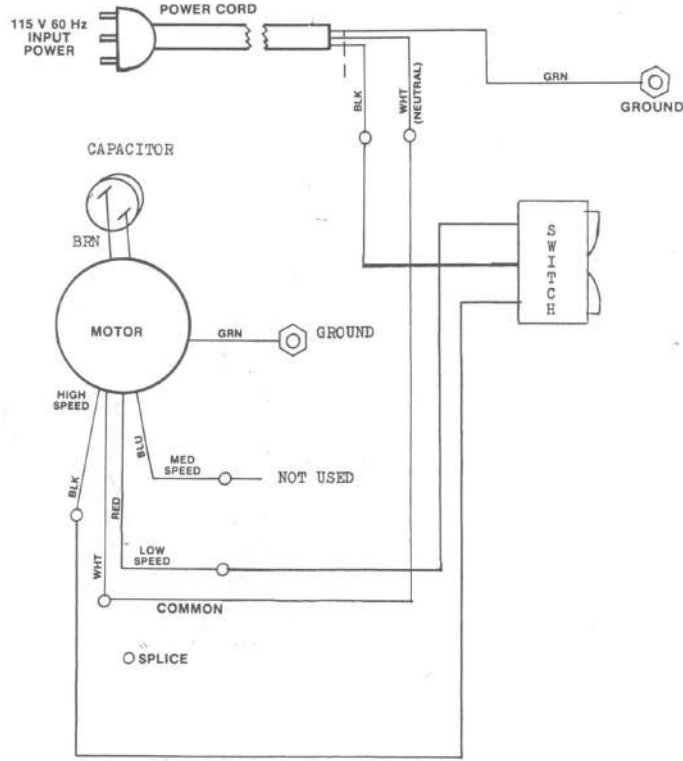 POWER CORD
115 V 60 Hz
INPUT
POWER
GRN
GROUND
BLK
WHT
(NEUTRAL)
CAPACITOR
BRN
SWITCH
MOTOR
GRN
GROUND
HIGH
SPEED
BLU
MED
SPEED
NOT USED
BLK
RED
LOW
SPEED
WHT
COMMON
SPLICE